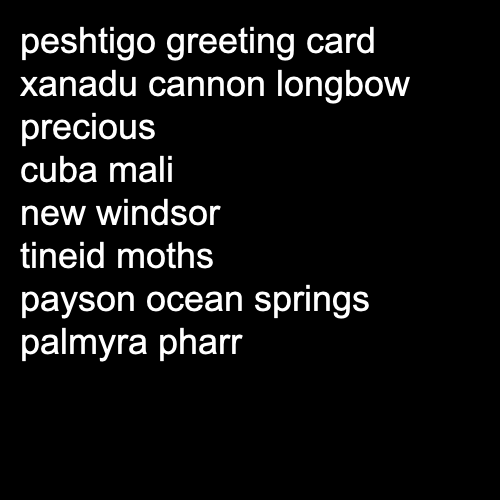 peshtigo greeting card
xanadu cannon longbow
precious
cuba mali
new windsor
tineid moths
payson ocean springs
palmyra pharr